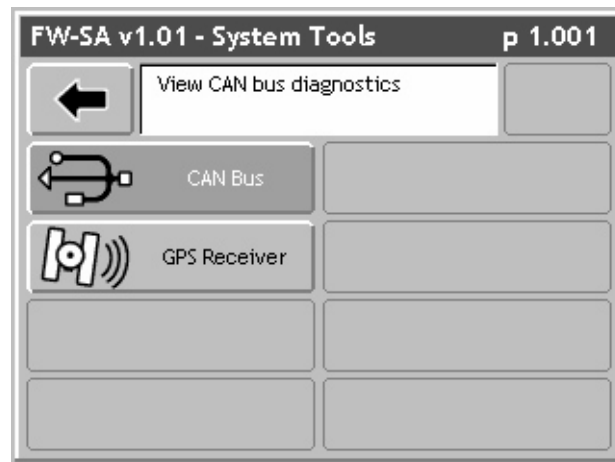 FW-SA v1.01 - System Tools p 1.001
View CAN bus diagnostics
CAN Bus
GPS Receiver